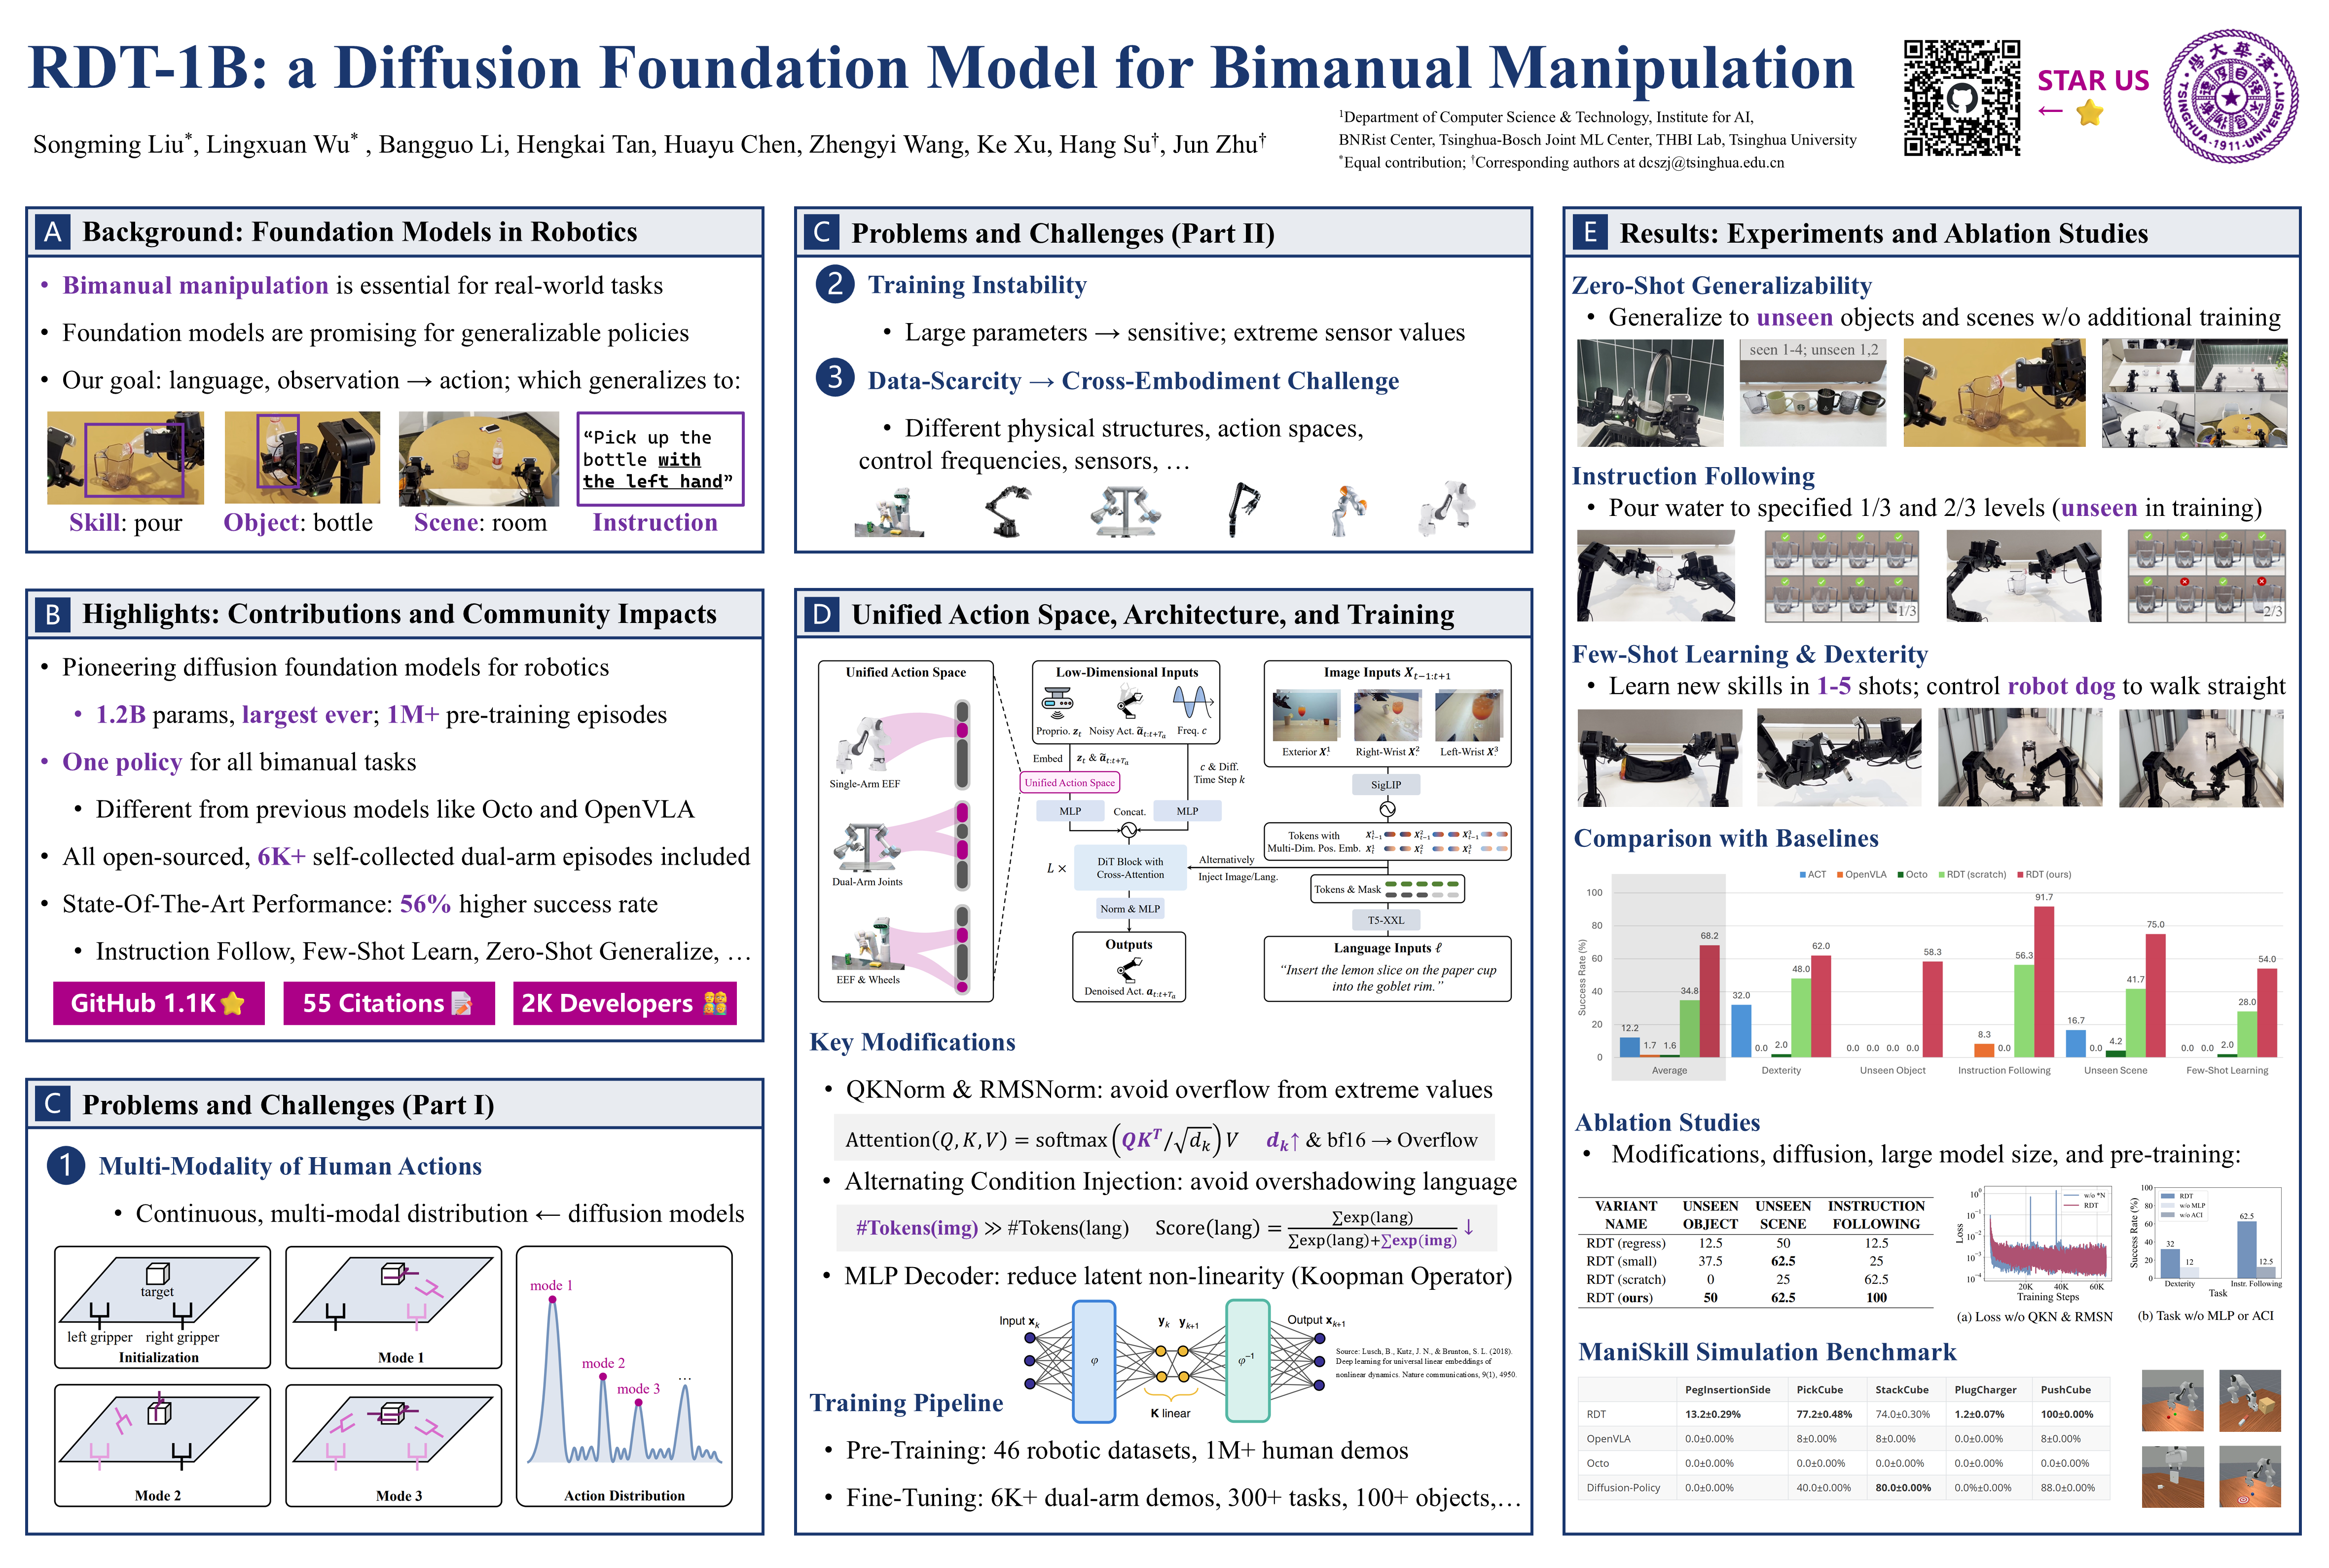 RDT-1B: a Diffusion Foundation Model for Bimanual Manipulation
Songming Liu*, Lingxuan Wu* , Bangguo Li, Hengkai Tan, Huayu Chen, Zhengyi Wang, Ke Xu, Hang Su†, Jun Zhu†
1Department of Computer Science & Technology, Institute for AI,
BNRist Center, Tsinghua-Bosch Joint ML Center, THBI Lab, Tsinghua University
*Equal contribution; †Corresponding authors at dcszj@tsinghua.edu.cn
STAR US
←
TSINGHUA·1911·UNIVERSITY
A Background: Foundation Models in Robotics
• Bimanual manipulation is essential for real-world tasks
• Foundation models are promising for generalizable policies
• Our goal: language, observation → action; which generalizes to:
“Pick up the
bottle with
the left hand”
Skill: pour Object: bottle Scene: room Instruction
B Highlights: Contributions and Community Impacts
• Pioneering diffusion foundation models for robotics
• 1.2B params, largest ever; 1M+ pre-training episodes
• One policy for all bimanual tasks
• Different from previous models like Octo and OpenVLA
• All open-sourced, 6K+ self-collected dual-arm episodes included
• State-Of-The-Art Performance: 56% higher success rate
• Instruction Follow, Few-Shot Learn, Zero-Shot Generalize, …
GitHub 1.1K 55 Citations 2K Developers
C Problems and Challenges (Part I)
1 Multi-Modality of Human Actions
• Continuous, multi-modal distribution ← diffusion models
target
left gripper right gripper
Initialization
Mode 1
Mode 2
Mode 3
mode 1
mode 2
mode 3
…
Action Distribution
C Problems and Challenges (Part II)
2 Training Instability
• Large parameters → sensitive; extreme sensor values
3 Data-Scarcity → Cross-Embodiment Challenge
• Different physical structures, action spaces,
control frequencies, sensors, …
D Unified Action Space, Architecture, and Training
Unified Action Space
Single-Arm EEF
Dual-Arm Joints
EEF & Wheels
Low-Dimensional Inputs
Proprio. z_t Noisy Act. ã_t:t+T_a Freq. c
Embed z_t & ã_t:t+T_a
c & Diff.
Time Step k
Unified Action Space
MLP Concat. MLP
L × DiT Block with
Cross-Attention
Alternatively
Inject Image/Lang.
Norm & MLP
Outputs
Denoised Act. a_t:t+T_a
Image Inputs X_t−1:t+1
Exterior X^1 Right-Wrist X^2 Left-Wrist X^3
SigLIP
Tokens with X^1_t−1 X^2_t−1 X^3_t−1
Multi-Dim. Pos. Emb. X^1_t X^2_t X^3_t
Tokens & Mask
T5-XXL
Language Inputs ℓ
“Insert the lemon slice on the paper cup
into the goblet rim.”
Key Modifications
• QKNorm & RMSNorm: avoid overflow from extreme values
Attention(Q, K, V) = softmax(QK^T/√d_k)V d_k↑ & bf16 → Overflow
• Alternating Condition Injection: avoid overshadowing language
#Tokens(img) ≫ #Tokens(lang) Score(lang) = ∑exp(lang) / ∑exp(lang)+∑exp(img) ↓
• MLP Decoder: reduce latent non-linearity (Koopman Operator)
Input x_k
φ
y_k y_k+1
K linear
φ^−1
Output x_k+1
Source: Lusch, B., Kutz, J. N., & Brunton, S. L. (2018).
Deep learning for universal linear embeddings of
nonlinear dynamics. Nature communications, 9(1), 4950.
Training Pipeline
• Pre-Training: 46 robotic datasets, 1M+ human demos
• Fine-Tuning: 6K+ dual-arm demos, 300+ tasks, 100+ objects,…
E Results: Experiments and Ablation Studies
Zero-Shot Generalizability
• Generalize to unseen objects and scenes w/o additional training
seen 1-4; unseen 1,2
Instruction Following
• Pour water to specified 1/3 and 2/3 levels (unseen in training)
1/3
2/3
Few-Shot Learning & Dexterity
• Learn new skills in 1-5 shots; control robot dog to walk straight
Comparison with Baselines
ACT OpenVLA Octo RDT (scratch) RDT (ours)
Success Rate (%)
100
80
60
40
20
0
12.2 1.7 1.6 34.8 68.2
32.0 0.0 2.0 48.0 62.0
0.0 0.0 0.0 0.0 58.3
8.3 0.0 56.3 91.7
16.7 0.0 4.2 41.7 75.0
0.0 0.0 2.0 28.0 54.0
Average Dexterity Unseen Object Instruction Following Unseen Scene Few-Shot Learning
Ablation Studies
• Modifications, diffusion, large model size, and pre-training:
VARIANT UNSEEN UNSEEN INSTRUCTION
NAME OBJECT SCENE FOLLOWING
RDT (regress) 12.5 50 12.5
RDT (small) 37.5 62.5 25
RDT (scratch) 0 25 62.5
RDT (ours) 50 62.5 100
Loss
10^0
10^−1
10^−2
10^−3
10^−4
w/o *N
RDT
20K 40K 60K
Training Steps
(a) Loss w/o QKN & RMSN
Success Rate (%)
100
80
60
40
20
0
RDT
w/o MLP
w/o ACI
32 12 62.5 12.5
Dexterity Instr. Following
Task
(b) Task w/o MLP or ACI
ManiSkill Simulation Benchmark
PegInsertionSide PickCube StackCube PlugCharger PushCube
RDT 13.2±0.29% 77.2±0.48% 74.0±0.30% 1.2±0.07% 100±0.00%
OpenVLA 0.0±0.00% 8±0.00% 8±0.00% 0.0±0.00% 8±0.00%
Octo 0.0±0.00% 0.0±0.00% 0.0±0.00% 0.0±0.00% 0.0±0.00%
Diffusion-Policy 0.0±0.00% 40.0±0.00% 80.0±0.00% 0.0%±0.00% 88.0±0.00%